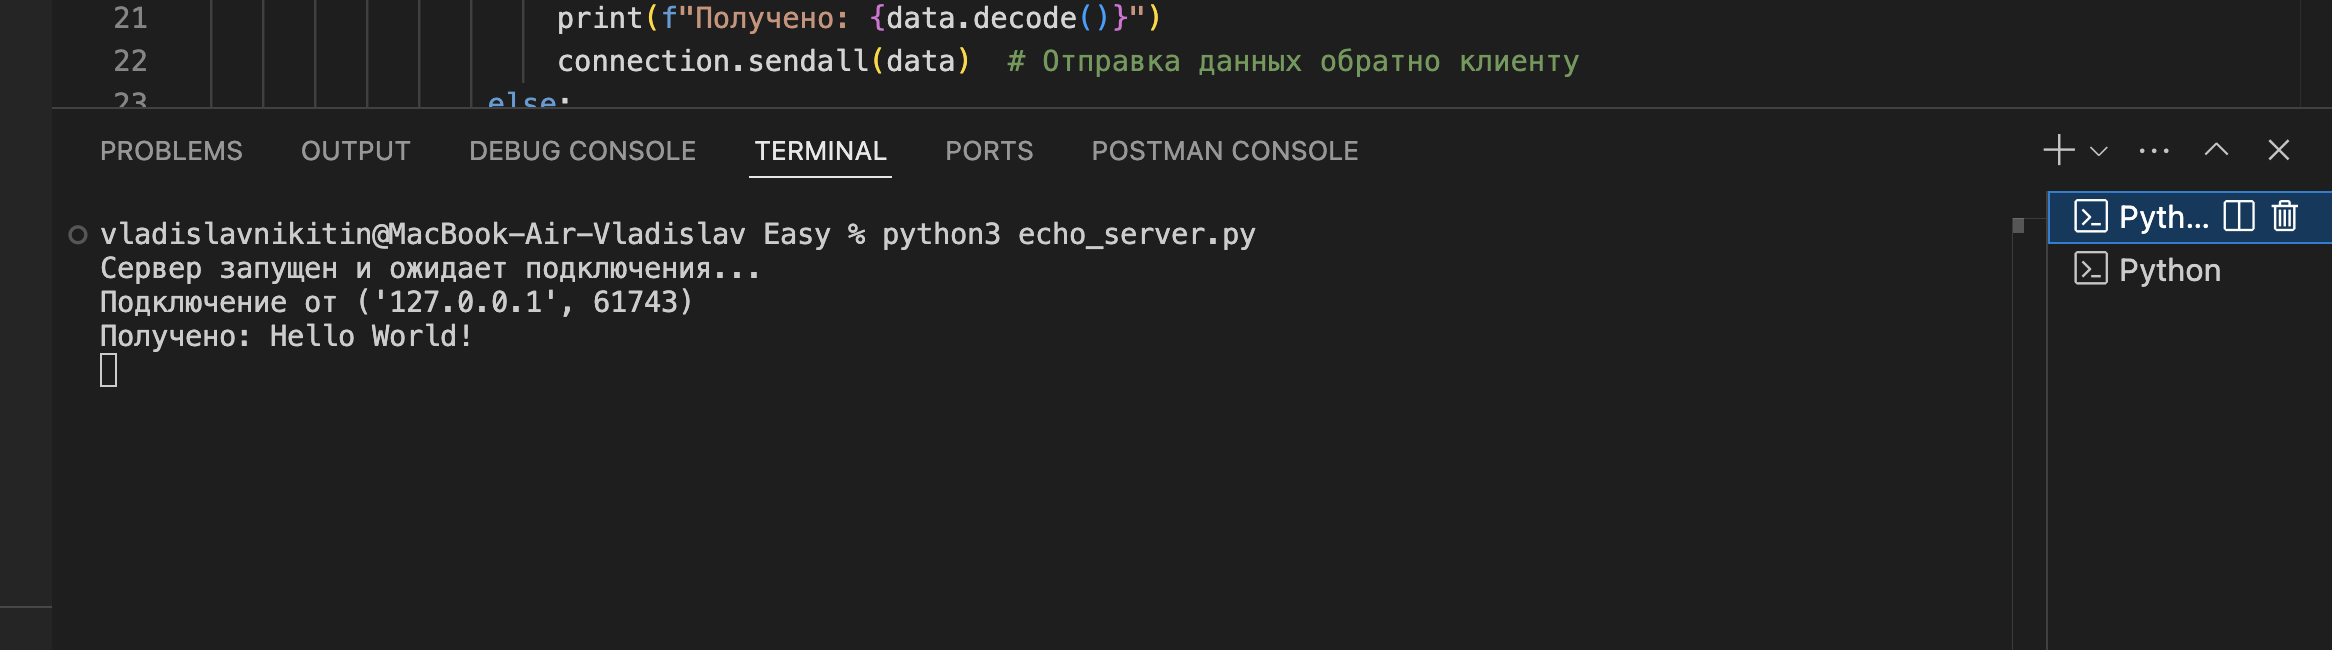 21 print(f"Получено: {data.decode()}")
22 connection.sendall(data)  # Отправка данных обратно клиенту
23 else:
PROBLEMS OUTPUT DEBUG CONSOLE TERMINAL PORTS POSTMAN CONSOLE
vladislavnikitin@MacBook-Air-Vladislav Easy % python3 echo_server.py
Сервер запущен и ожидает подключения...
Подключение от ('127.0.0.1', 61743)
Получено: Hello World!
Pyth...
Python